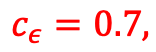 c_ϵ = 0.7,